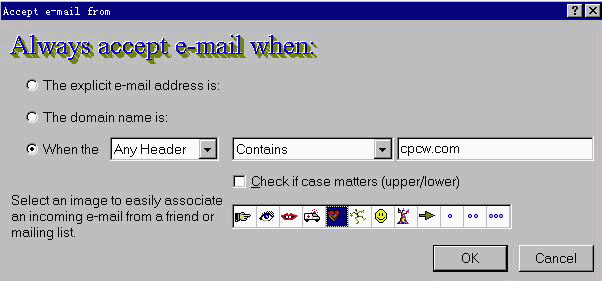 Accept e-mail from
Always accept e-mail when:
The explicit e-mail address is:
The domain name is:
When the Any Header Contains cpcw.com
Check if case matters (upper/lower)
Select an image to easily associate
an incoming e-mail from a friend or
mailing list.
OK Cancel